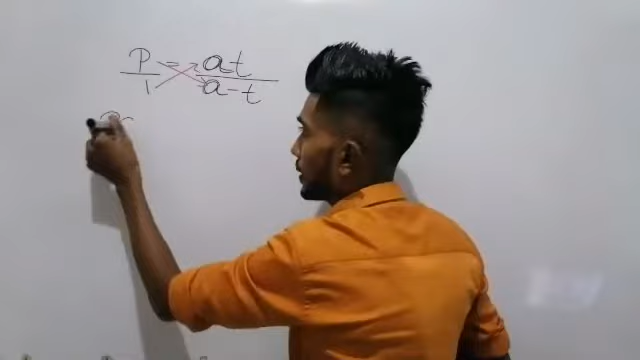 P = at
1 a-t